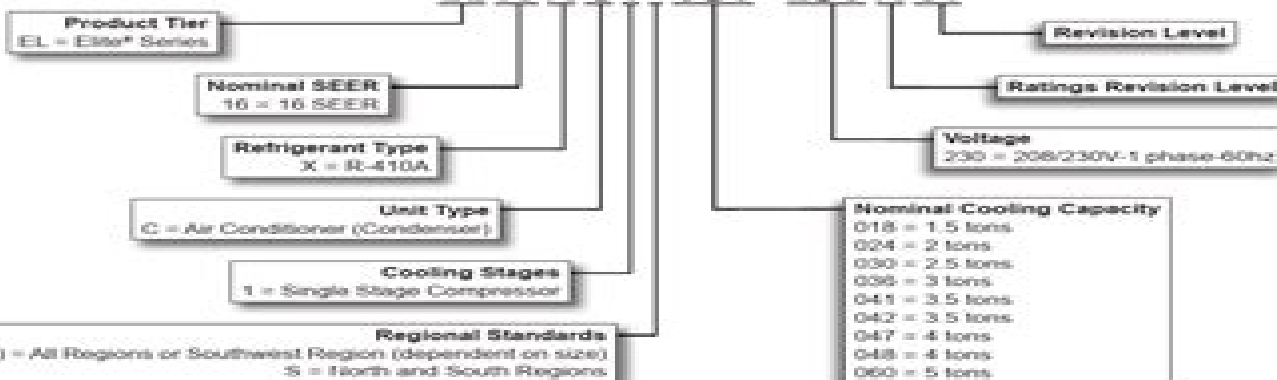 Product Tier
EL = Elite® Series
Nominal SEER
16 = 16 SEER
Refrigerant Type
X = R-410A
Unit Type
C = Air Conditioner (Condenser)
Cooling Stages
1 = Single Stage Compressor
Regional Standards
) = All Regions or Southwest Region (dependent on size)
S = North and South Regions
Revision Level
Ratings Revision Level
Voltage
230 = 208/230V-1 phase-60hz
Nominal Cooling Capacity
018 = 1.5 tons
024 = 2 tons
030 = 2.5 tons
036 = 3 tons
041 = 3.5 tons
042 = 3.5 tons
047 = 4 tons
048 = 4 tons
060 = 5 tons